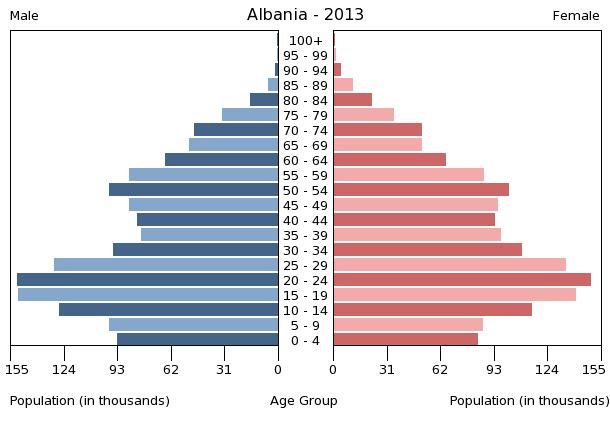 Male
Albania - 2013
Female
100+
95 - 99
90 - 94
85 - 89
80 - 84
75 - 79
70 - 74
65 - 69
60 - 64
55 - 59
50 - 54
45 - 49
40 - 44
35 - 39
30 - 34
25 - 29
20 - 24
15 - 19
10 - 14
5 - 9
0 - 4
155 124 93 62 31 0 0 31 62 93 124 155
Population (in thousands) Age Group Population (in thousands)